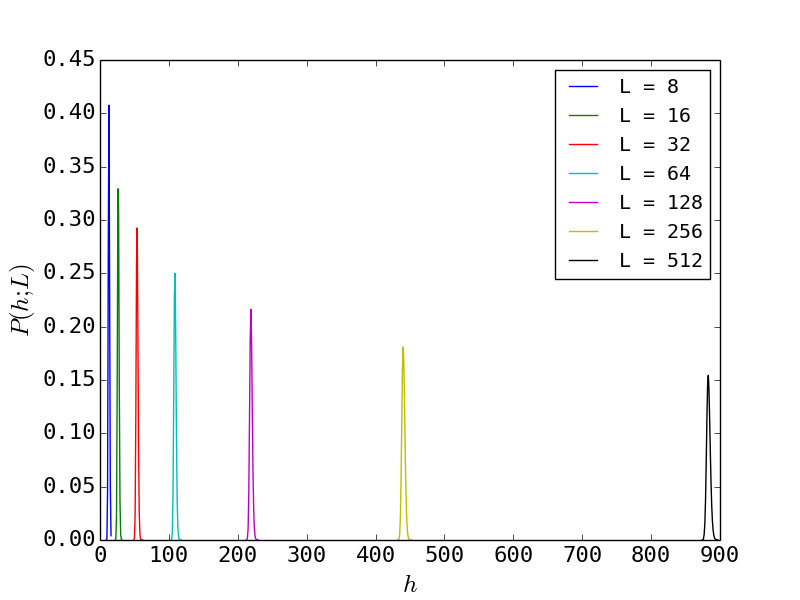 0.45
0.40
0.35
0.30
0.25
0.20
0.15
0.10
0.05
0.00
P(h;L)
L = 8
L = 16
L = 32
L = 64
L = 128
L = 256
L = 512
0 100 200 300 400 500 600 700 800 900
h